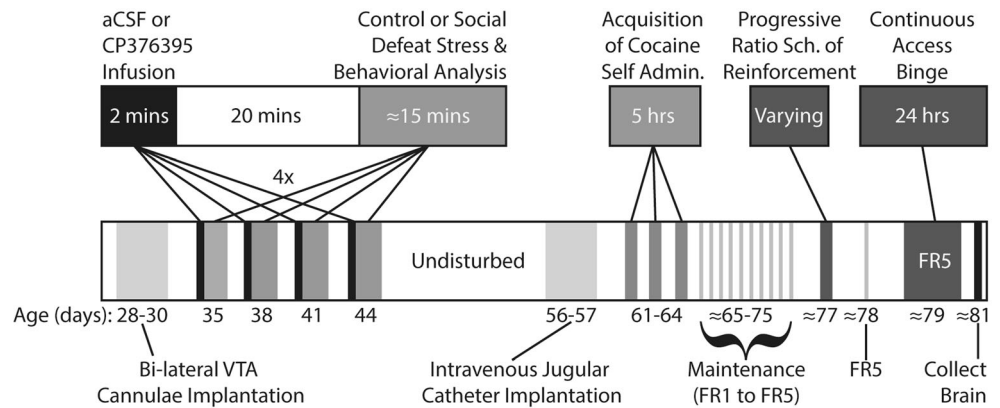 aCSF or
CP376395
Infusion
Control or Social
Defeat Stress &
Behavioral Analysis
Acquisition
of Cocaine
Self Admin.
Progressive
Ratio Sch. of
Reinforcement
Continuous
Access
Binge
2 mins
20 mins
≈15 mins
5 hrs
Varying
24 hrs
4x
Undisturbed
FR5
Age (days): 28-30 35 38 41 44 56-57 61-64 ≈65-75 ≈77 ≈78 ≈79 ≈81
Bi-lateral VTA
Cannulae Implantation
Intravenous Jugular
Catheter Implantation
Maintenance
(FR1 to FR5)
FR5
Collect
Brain